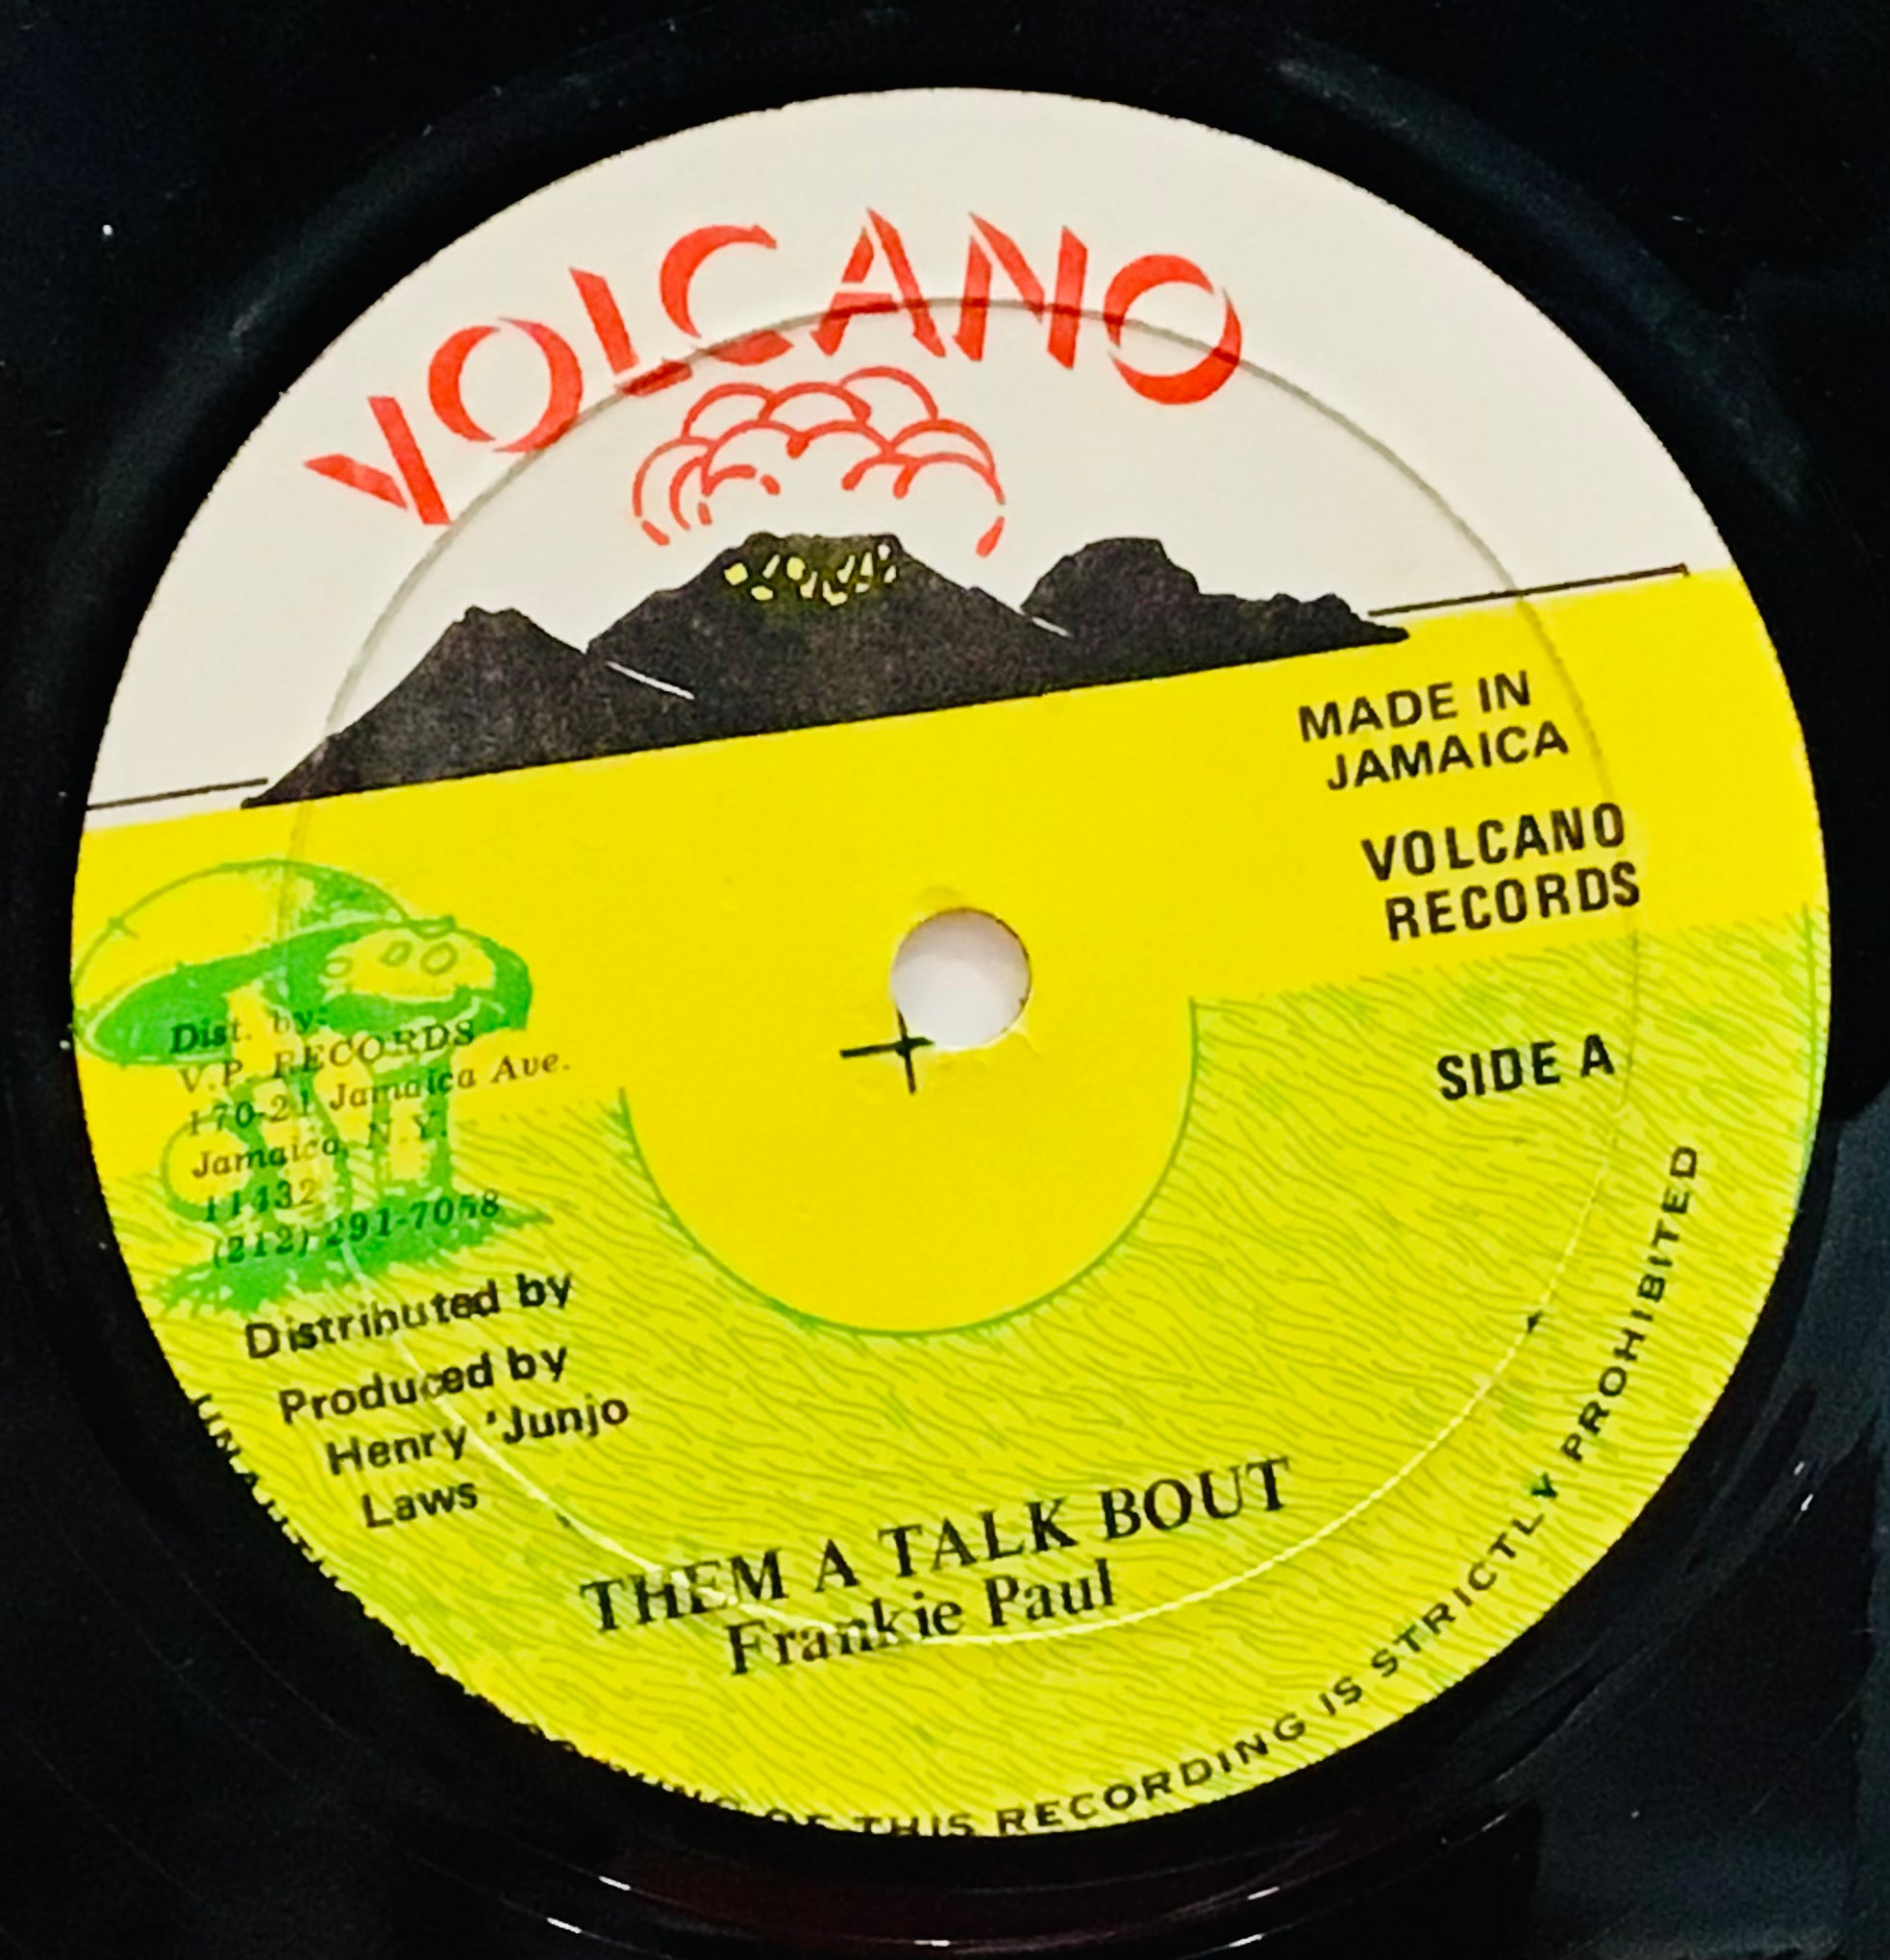 VOLCANO
MADE IN
JAMAICA
VOLCANO
RECORDS
SIDE A
Dist. by:
V.P. RECORDS
170-21 Jamaica Ave.
Jamaica, N.Y.
11432
(212) 291-7058
Distributed by
Produced by
Henry 'Junjo
Laws
THEM A TALK BOUT
Frankie Paul
OF THIS RECORDING IS STRICTLY PROHIBITED